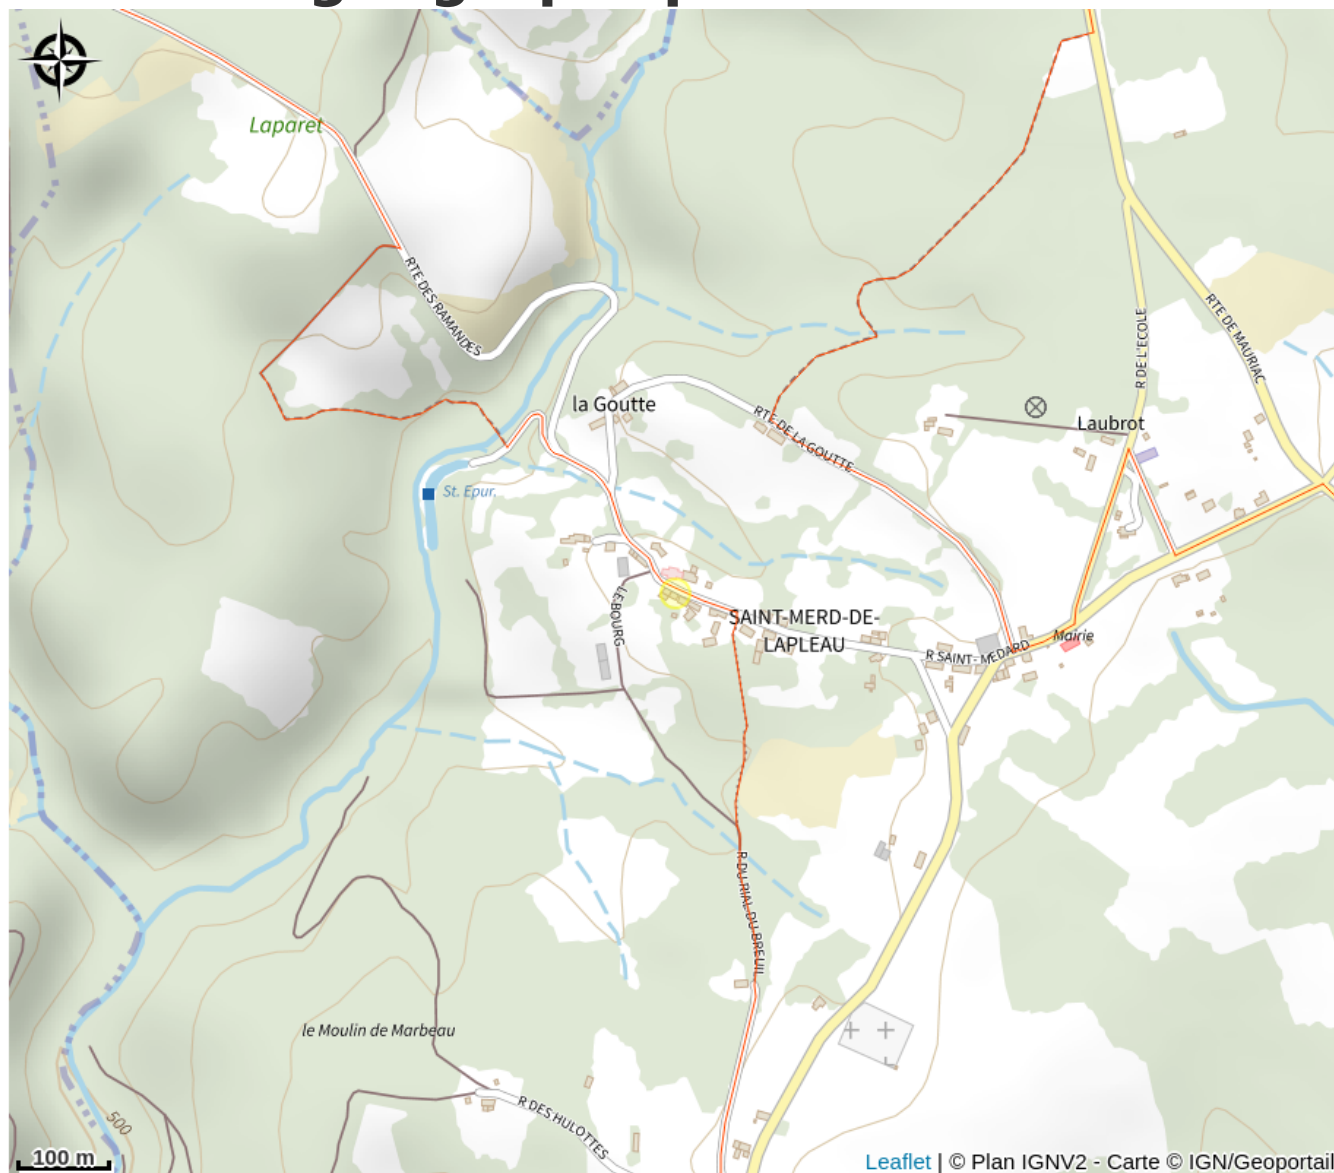 Laparet
RTE DES RAMANDES
la Goutte
RTE DE LA GOUTTE
R DE L'ECOLE
RTE DE MAURIAC
Laubrot
St. Epur.
LE BOURG
SAINT-MERD-DE-
LAPLEAU
R SAINT-MEDARD
Mairie
R DU RIAL DU BREUIL
le Moulin de Marbeau
R DES HULOTTES
500
100 m
Leaflet | © Plan IGNV2 - Carte © IGN/Geoportail